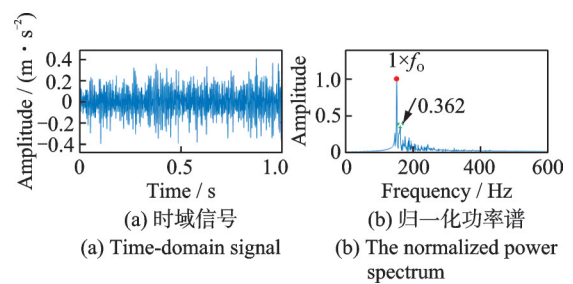 Amplitude / (m · s⁻²)
0.4
0.2
0
−0.2
−0.4
0
0.5
1.0
Time / s
(a) 时域信号
(a) Time-domain signal
Amplitude
1×fo
1.0
0.5
0
0.362
0
200
400
600
Frequency / Hz
(b) 归一化功率谱
(b) The normalized power
spectrum